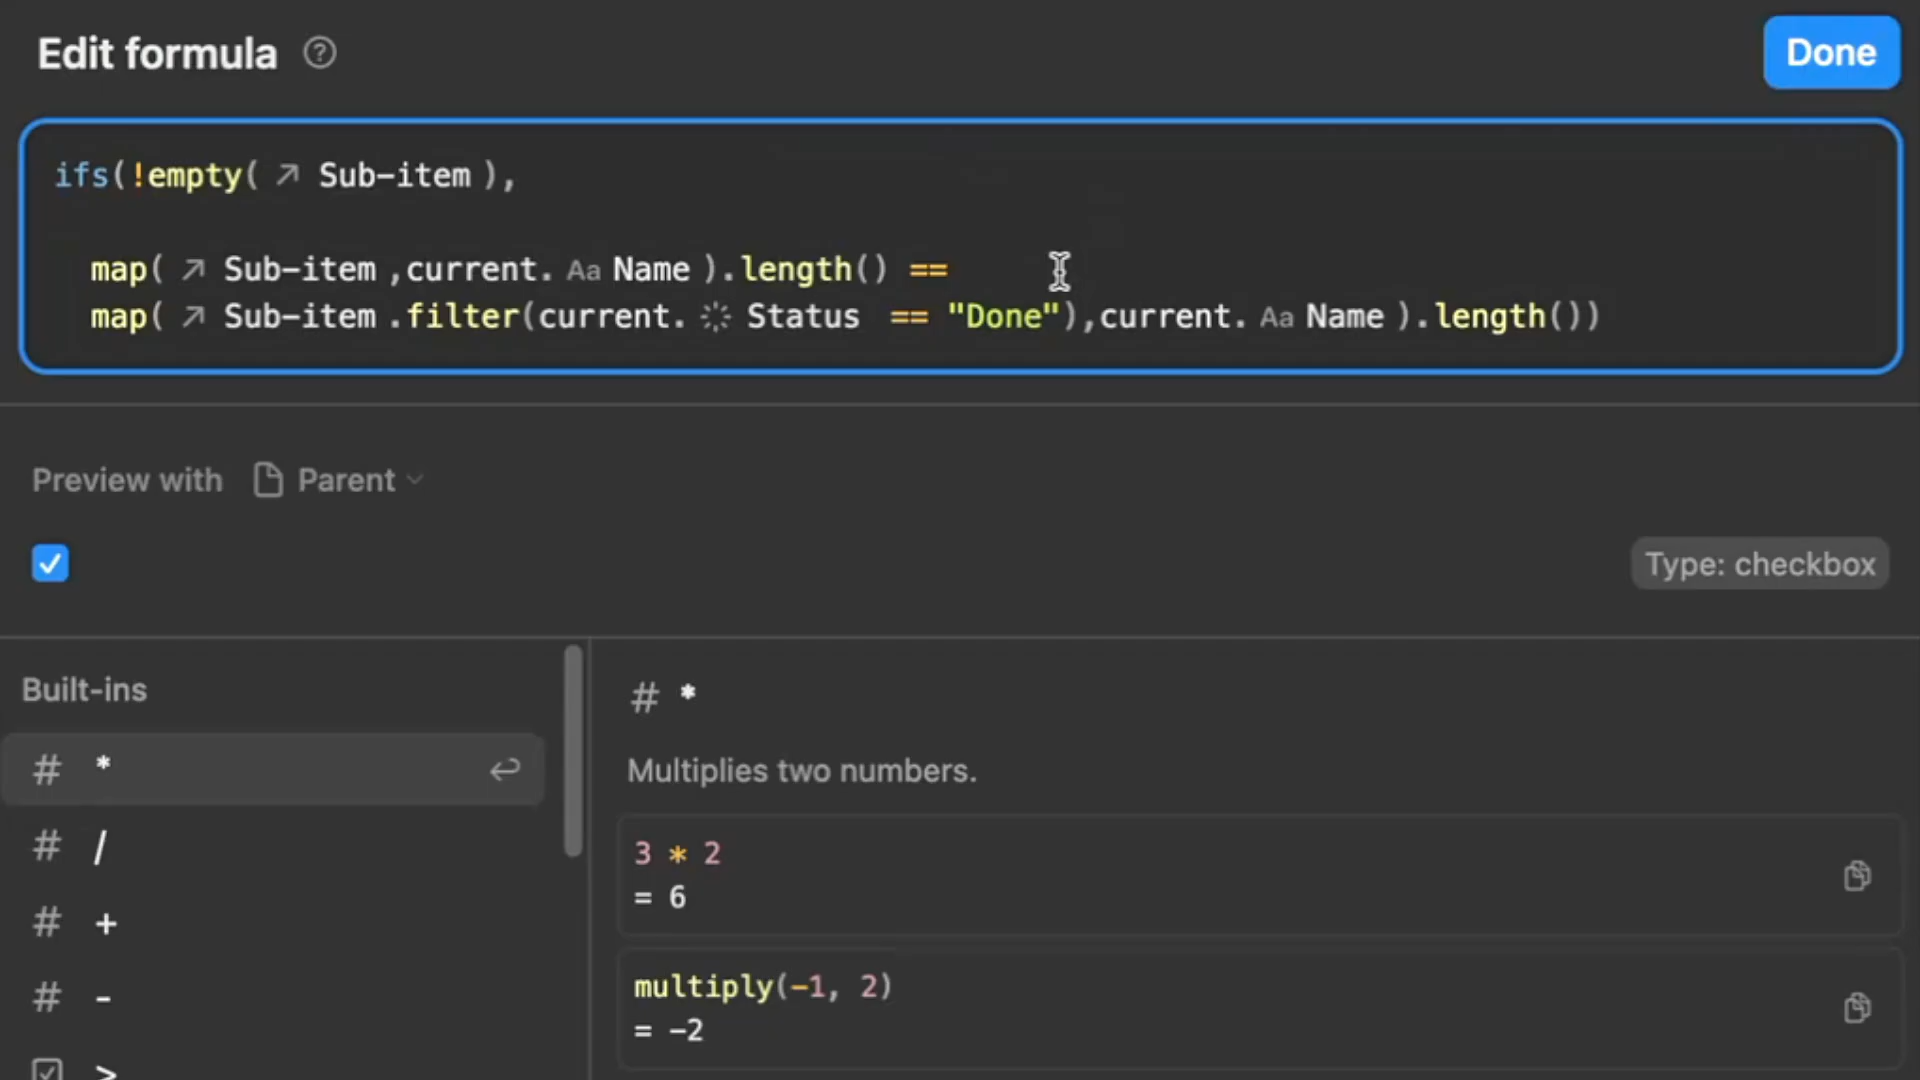 Edit formula ?
Done
ifs(!empty( ↗ Sub-item ),
map( ↗ Sub-item ,current. Aa Name ).length() ==
map( ↗ Sub-item .filter(current. Status == "Done"),current. Aa Name ).length())
Preview with Parent
Type: checkbox
Built-ins
# *
# /
# +
# -
>
# *
Multiplies two numbers.
3 * 2
= 6
multiply(-1, 2)
= -2